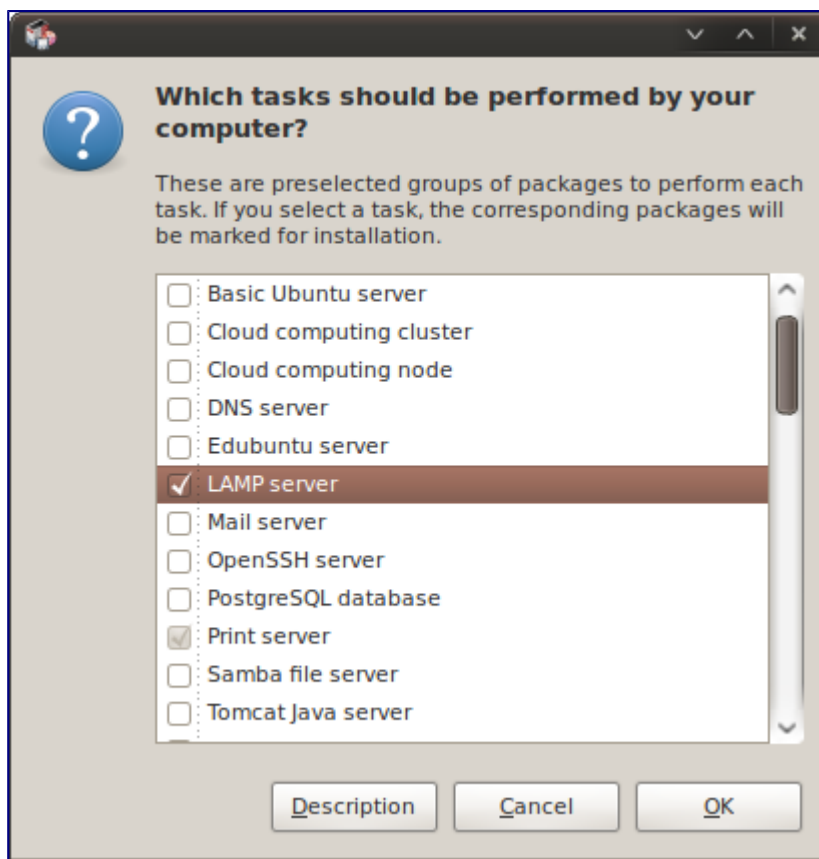 Which tasks should be performed by your
computer?
These are preselected groups of packages to perform each
task. If you select a task, the corresponding packages will
be marked for installation.
Basic Ubuntu server
Cloud computing cluster
Cloud computing node
DNS server
Edubuntu server
LAMP server
Mail server
OpenSSH server
PostgreSQL database
Print server
Samba file server
Tomcat Java server
Description Cancel OK